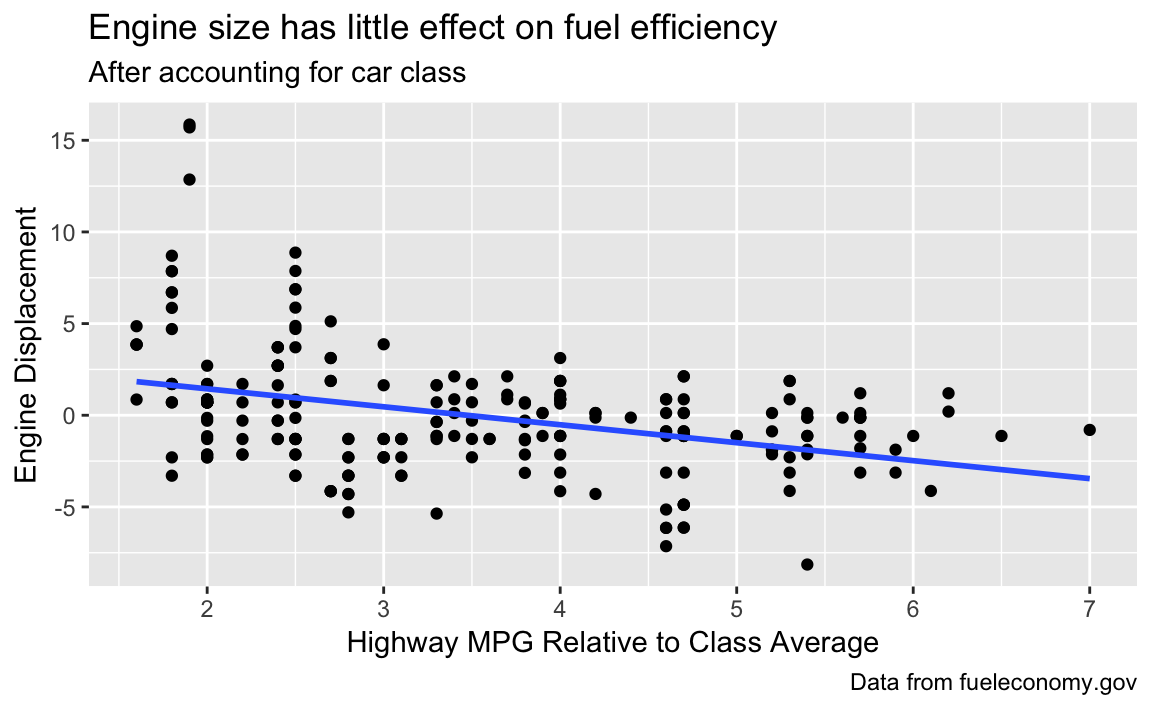 Engine size has little effect on fuel efficiency
After accounting for car class
15
10
5
0
-5
Engine Displacement
2 3 4 5 6 7
Highway MPG Relative to Class Average
Data from fueleconomy.gov